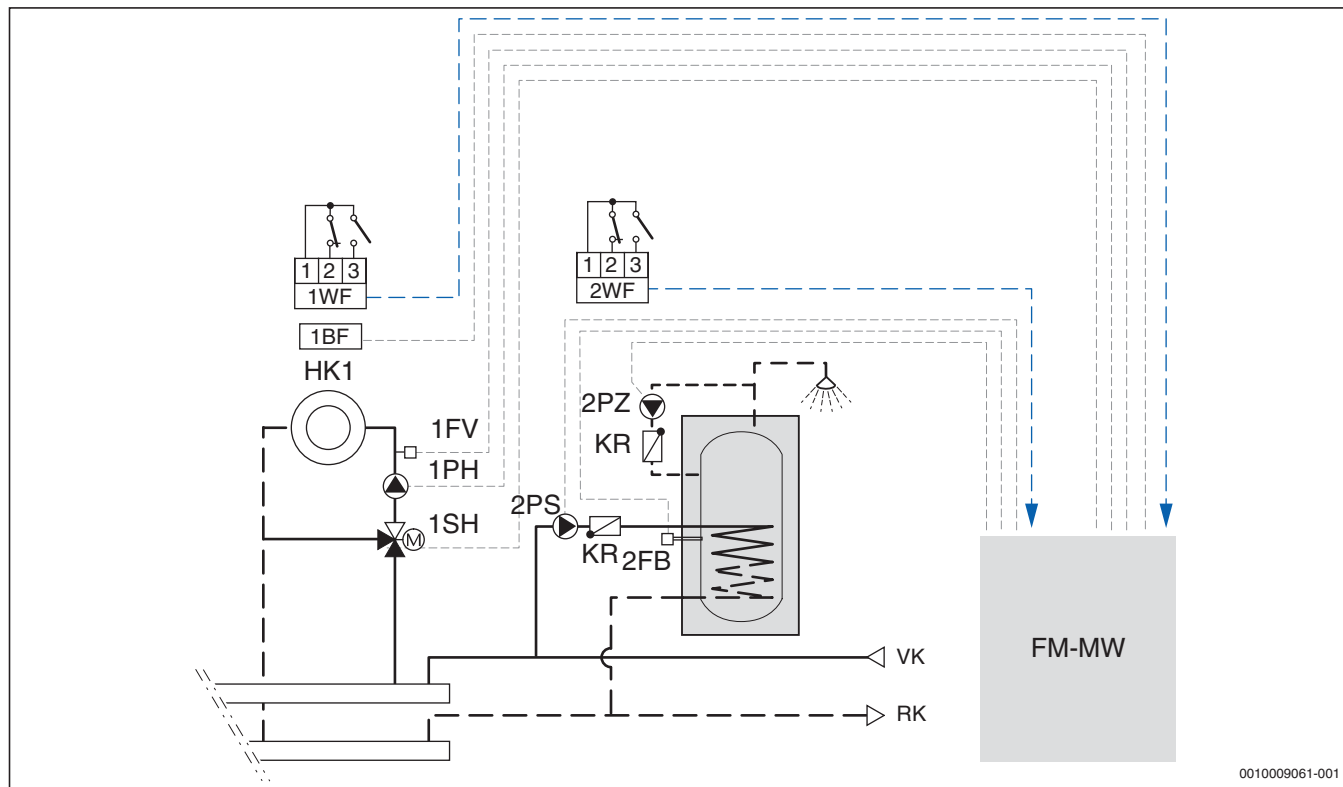 1 2 3
1WF
1 2 3
2WF
1BF
HK1
1FV
1PH
1SH
M
2PZ
KR
2PS
KR
2FB
FM-MW
VK
RK
0010009061-001